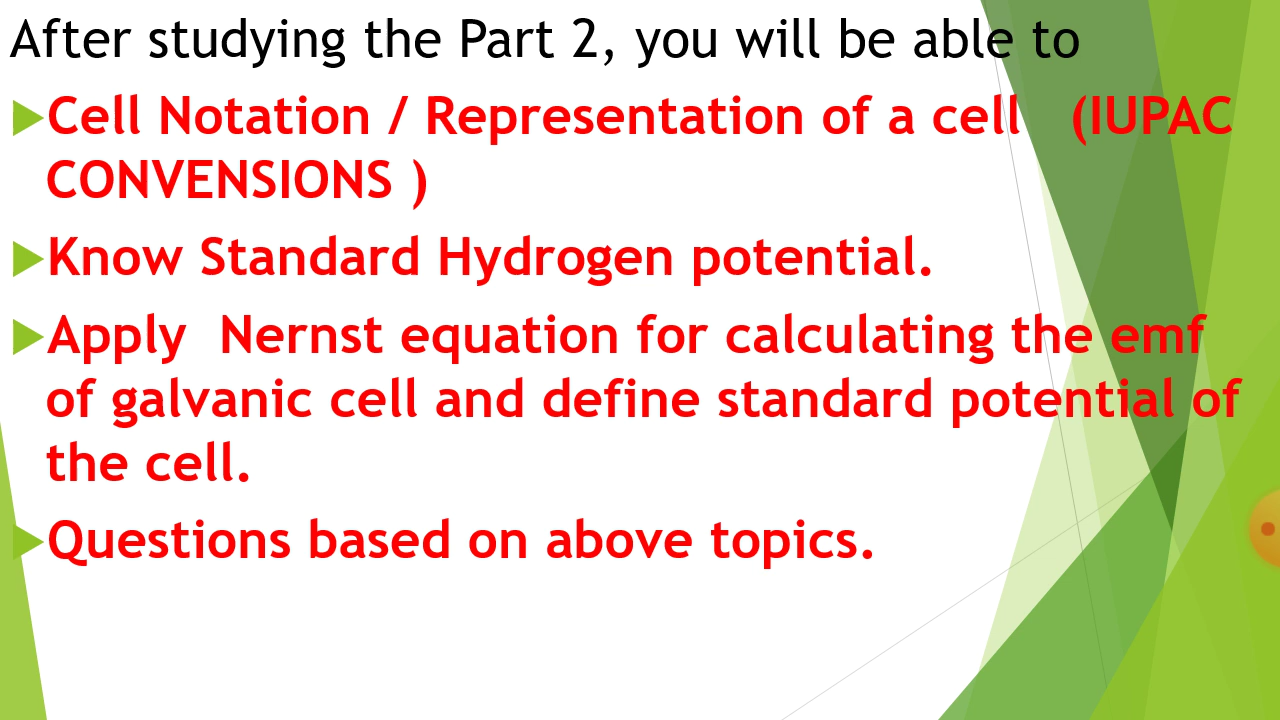 After studying the Part 2, you will be able to
Cell Notation / Representation of a cell (IUPAC
CONVENSIONS )
Know Standard Hydrogen potential.
Apply Nernst equation for calculating the emf
of galvanic cell and define standard potential of
the cell.
Questions based on above topics.